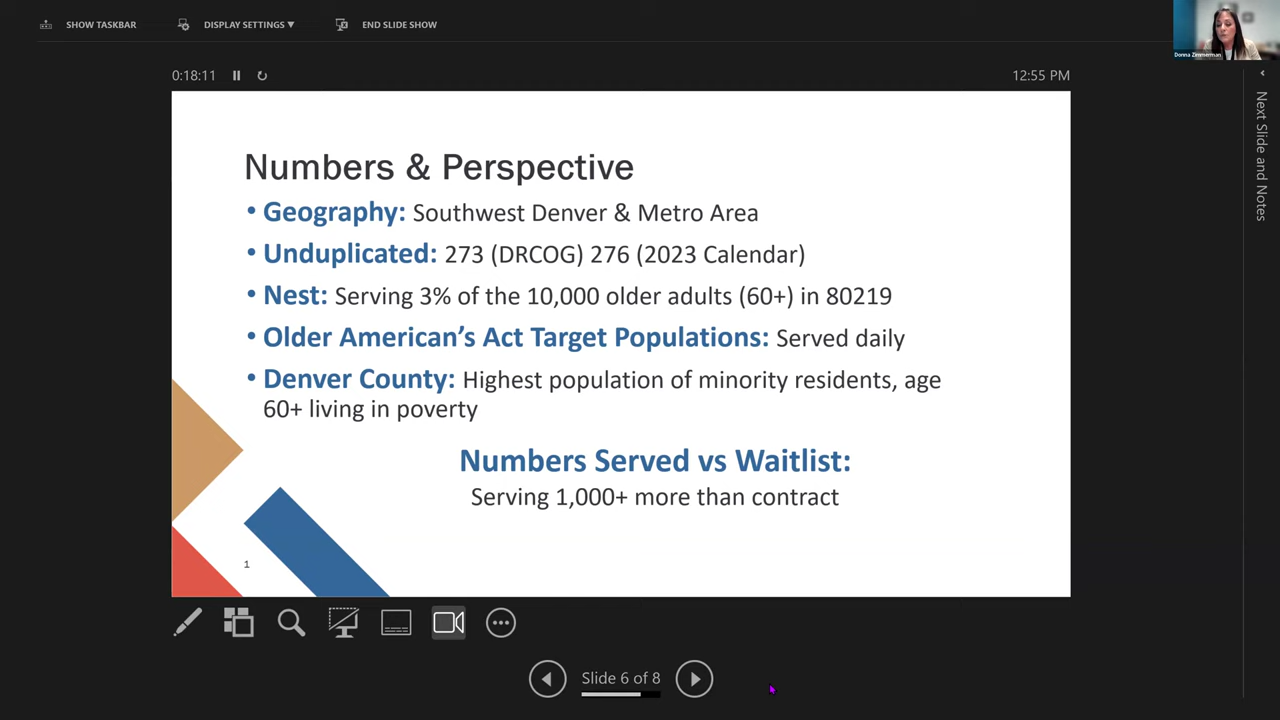 SHOW TASKBAR
DISPLAY SETTINGS ▼
END SLIDE SHOW
Donna Zimmerman
0:18:11
12:55 PM
Next Slide and Notes
Numbers & Perspective
• Geography: Southwest Denver & Metro Area
• Unduplicated: 273 (DRCOG) 276 (2023 Calendar)
• Nest: Serving 3% of the 10,000 older adults (60+) in 80219
• Older American’s Act Target Populations: Served daily
• Denver County: Highest population of minority residents, age
60+ living in poverty
Numbers Served vs Waitlist:
Serving 1,000+ more than contract
1
Slide 6 of 8